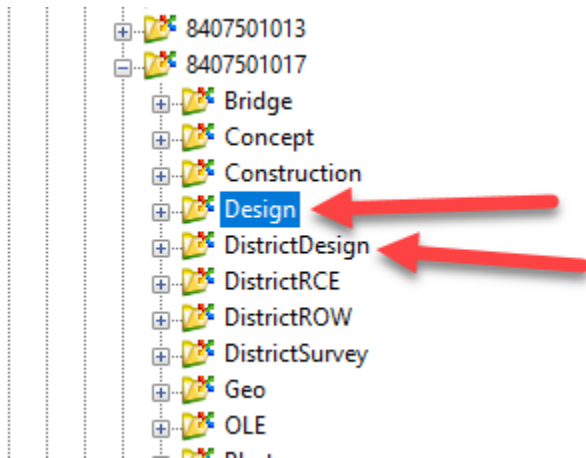 8407501013
8407501017
Bridge
Concept
Construction
Design
DistrictDesign
DistrictRCE
DistrictROW
DistrictSurvey
Geo
OLE